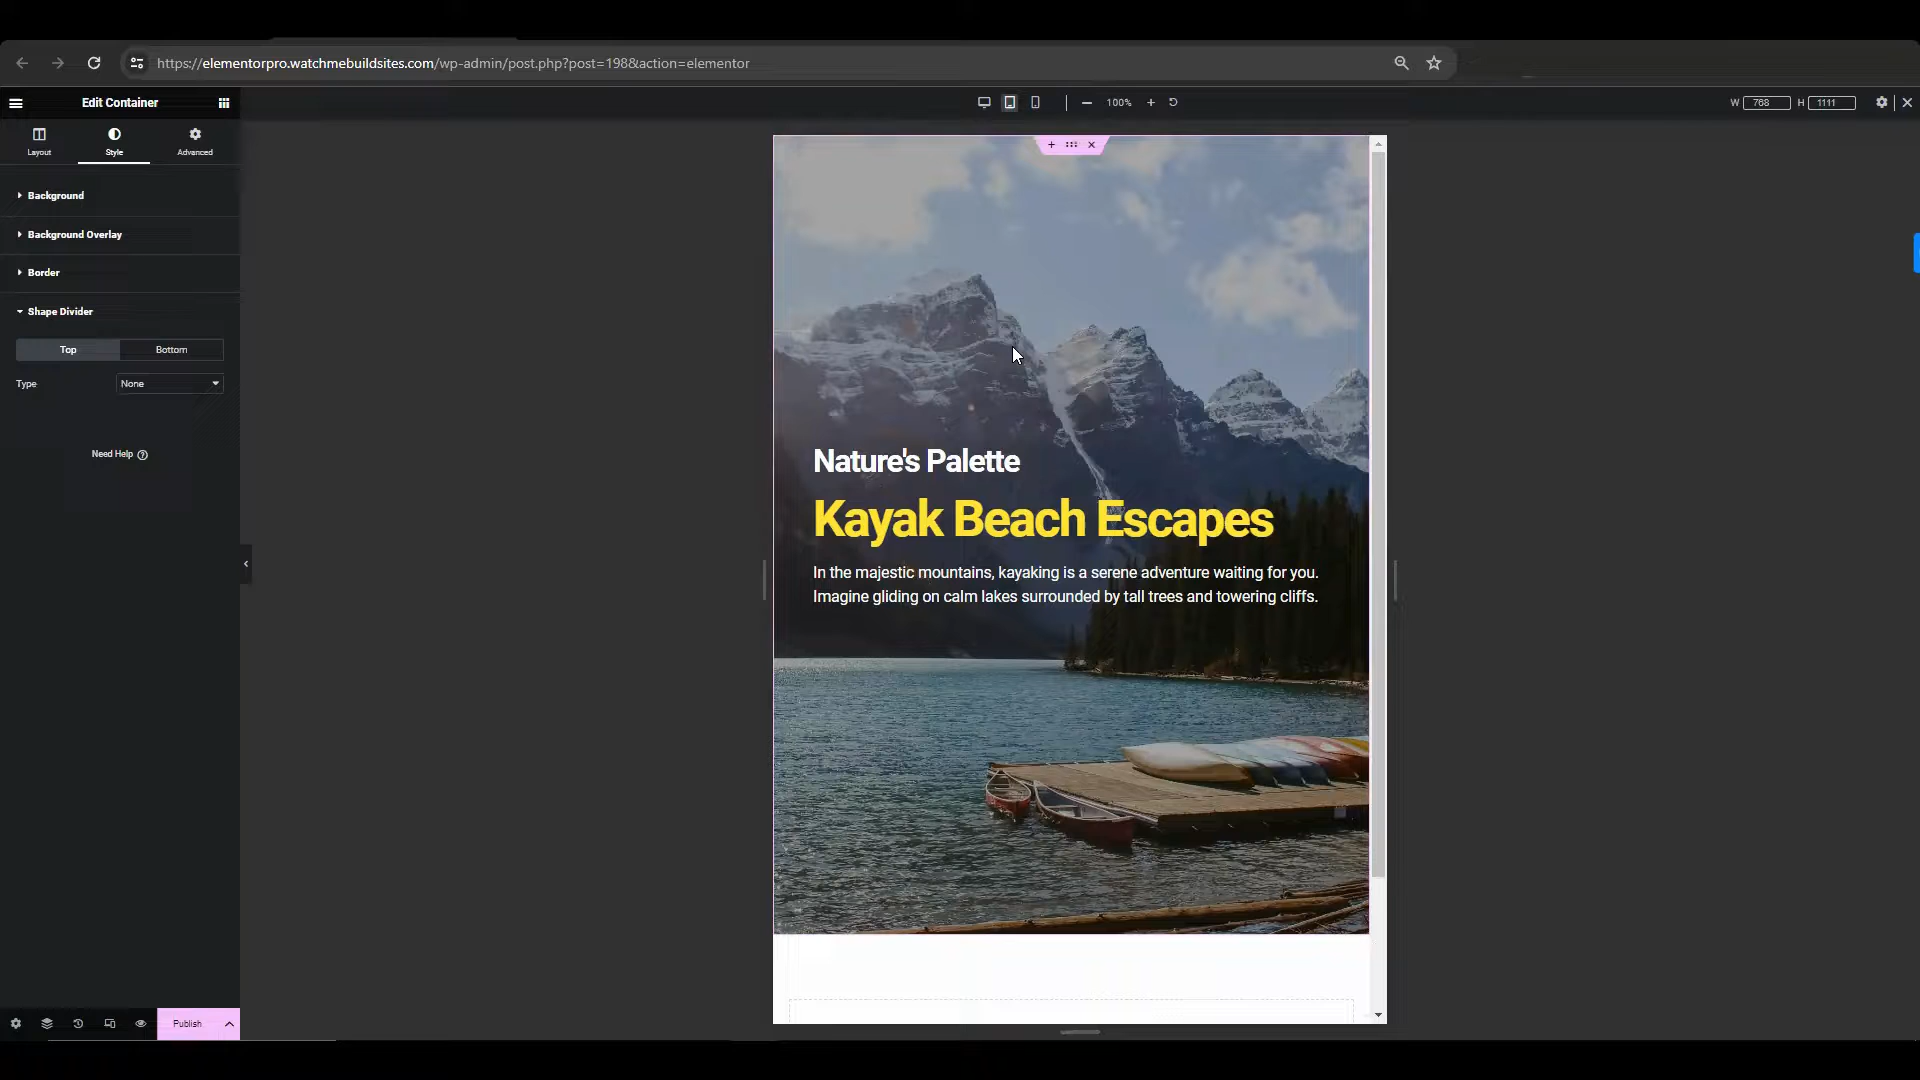 https://elementorpro.watchmebuildsites.com/wp-admin/post.php?post=198&action=elementor
Edit Container
100%
W 768 H 1111
Layout
Style
Advanced
Background
Background Overlay
Border
Shape Divider
Top
Bottom
Type
None
Need Help
Nature's Palette
Kayak Beach Escapes
In the majestic mountains, kayaking is a serene adventure waiting for you.
Imagine gliding on calm lakes surrounded by tall trees and towering cliffs.
Publish